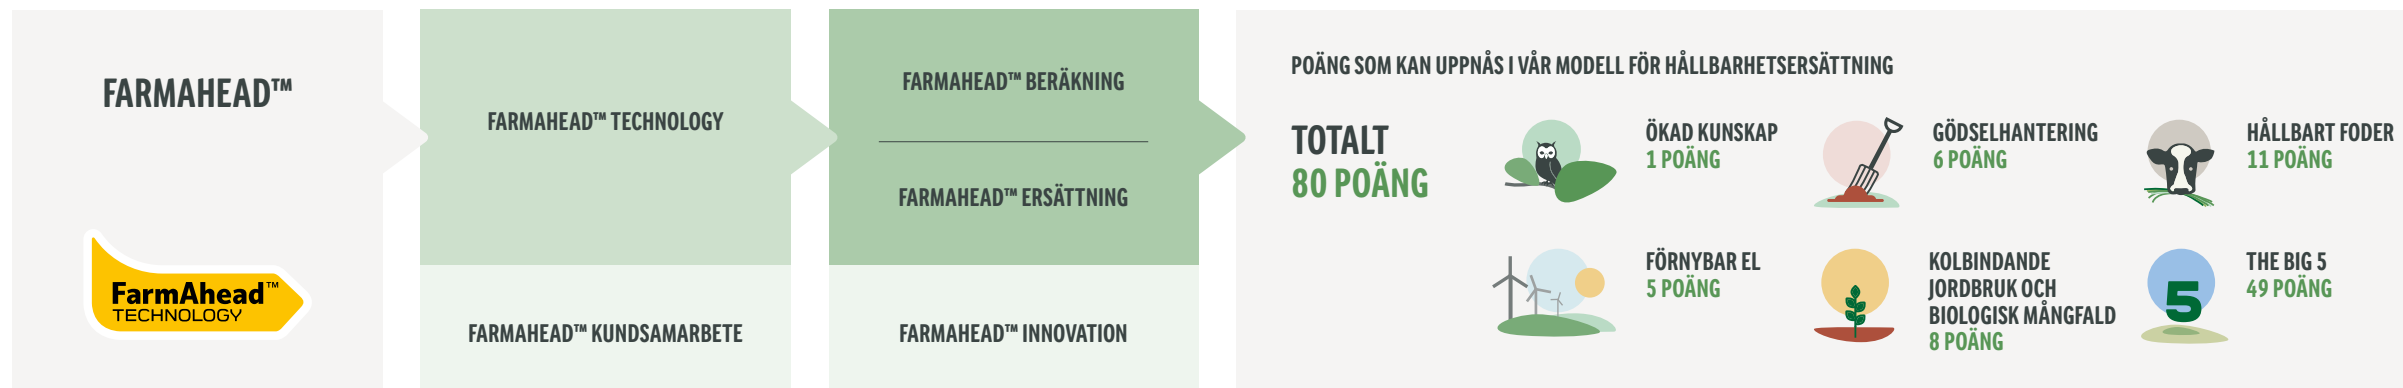 FARMAHEAD™
FarmAhead™
TECHNOLOGY
FARMAHEAD™ TECHNOLOGY
FARMAHEAD™ KUNDSAMARBETE
FARMAHEAD™ BERÄKNING
FARMAHEAD™ ERSÄTTNING
FARMAHEAD™ INNOVATION
POÄNG SOM KAN UPPNÅS I VÅR MODELL FÖR HÅLLBARHETSERSÄTTNING
TOTALT
80 POÄNG
ÖKAD KUNSKAP
1 POÄNG
GÖDSELHANTERING
6 POÄNG
HÅLLBART FODER
11 POÄNG
FÖRNYBAR EL
5 POÄNG
KOLBINDANDE
JORDBRUK OCH
BIOLOGISK MÅNGFALD
8 POÄNG
5
THE BIG 5
49 POÄNG